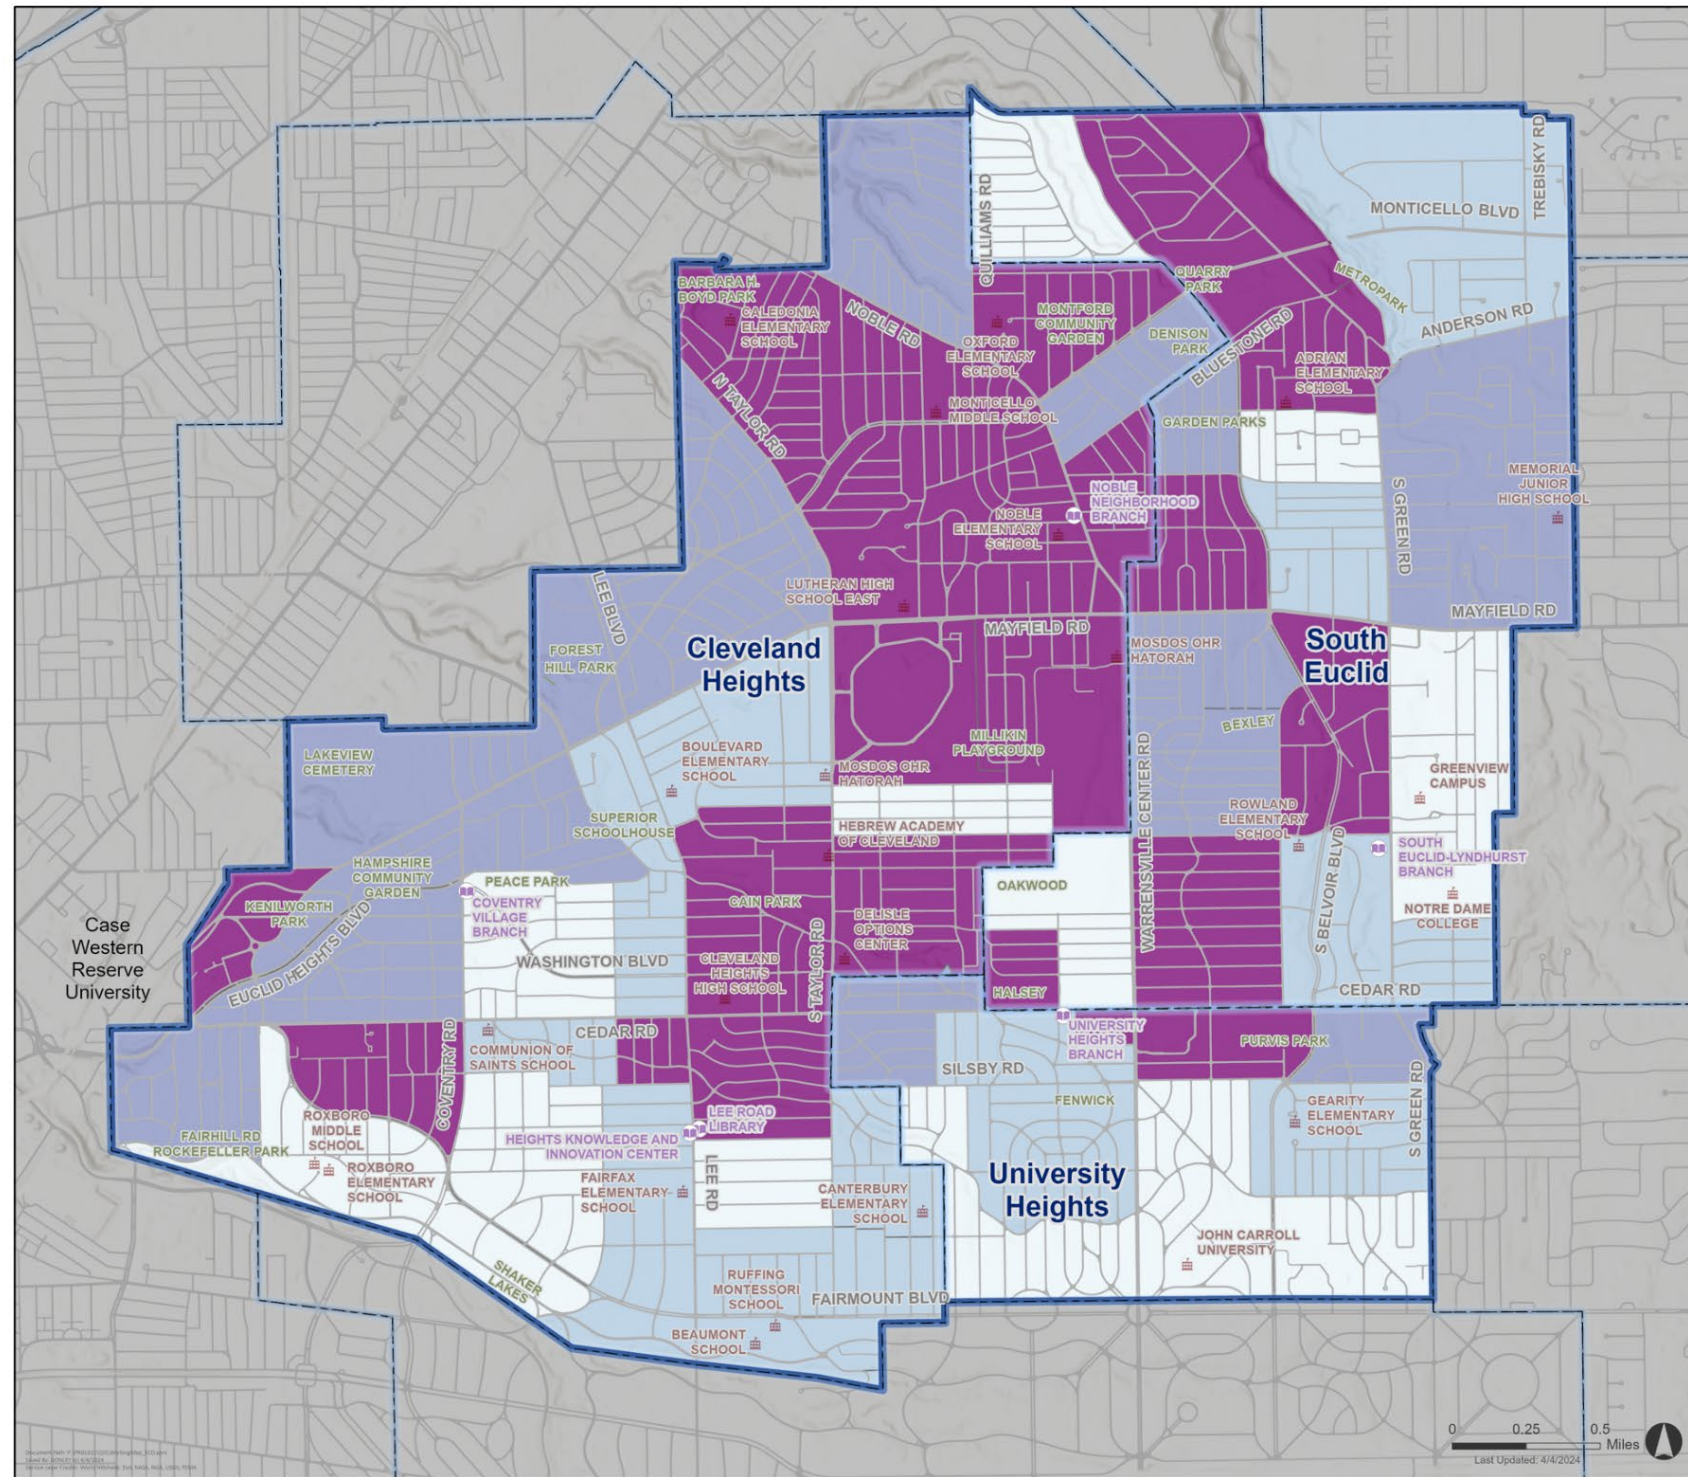 TREBISKY RD
MONTICELLO BLVD
QUILLIAMS RD
QUARRY
PARK
METROPARK
BARBARA H.
BOYD PARK
CALEDONIA
ELEMENTARY
SCHOOL
NOBLE RD
MONTFORD
COMMUNITY
GARDEN
OXFORD
ELEMENTARY
SCHOOL
DENISON
PARK
BLUESTONE RD
ANDERSON RD
ADRIAN
ELEMENTARY
SCHOOL
N TAYLOR RD
MONTICELLO
MIDDLE SCHOOL
GARDEN PARKS
MEMORIAL
JUNIOR
HIGH SCHOOL
NOBLE
NEIGHBORHOOD
BRANCH
NOBLE
ELEMENTARY
SCHOOL
S GREEN RD
LEE BLVD
LUTHERAN HIGH
SCHOOL EAST
MAYFIELD RD
MAYFIELD RD
FOREST
HILL PARK
Cleveland
Heights
MOSDOS OHR
HATORAH
South
Euclid
BEXLEY
LAKEVIEW
CEMETERY
BOULEVARD
ELEMENTARY
SCHOOL
MILLIKIN
PLAYGROUND
MOSDOS OHR
HATORAH
WARRENSVILLE CENTER RD
GREENVIEW
CAMPUS
SUPERIOR
SCHOOLHOUSE
HEBREW ACADEMY
OF CLEVELAND
ROWLAND
ELEMENTARY
SCHOOL
S BELVOIR BLVD
SOUTH
EUCLID-LYNDHURST
BRANCH
HAMPSHIRE
COMMUNITY
GARDEN
PEACE PARK
COVENTRY
VILLAGE
BRANCH
KENILWORTH
PARK
CAIN PARK
OAKWOOD
DELISLE
OPTIONS
CENTER
NOTRE DAME
COLLEGE
Case
Western
Reserve
University
EUCLID HEIGHTS BLVD
WASHINGTON BLVD
CLEVELAND
HEIGHTS
HIGH SCHOOL
S TAYLOR RD
HALSEY
CEDAR RD
COVENTRY RD
CEDAR RD
COMMUNION OF
SAINTS SCHOOL
UNIVERSITY
HEIGHTS
BRANCH
PURVIS PARK
SILSBY RD
S GREEN RD
FENWICK
GEARITY
ELEMENTARY
SCHOOL
ROXBORO
MIDDLE
SCHOOL
LEE ROAD
LIBRARY
FAIRHILL RD
ROCKEFELLER PARK
HEIGHTS KNOWLEDGE AND
INNOVATION CENTER
ROXBORO
ELEMENTARY
SCHOOL
FAIRFAX
ELEMENTARY
SCHOOL
LEE RD
CANTERBURY
ELEMENTARY
SCHOOL
University
Heights
JOHN CARROLL
UNIVERSITY
SHAKER
LAKES
RUFFING
MONTESSORI
SCHOOL
FAIRMOUNT BLVD
BEAUMONT
SCHOOL
0 0.25 0.5
Miles
Last Updated: 4/4/2024